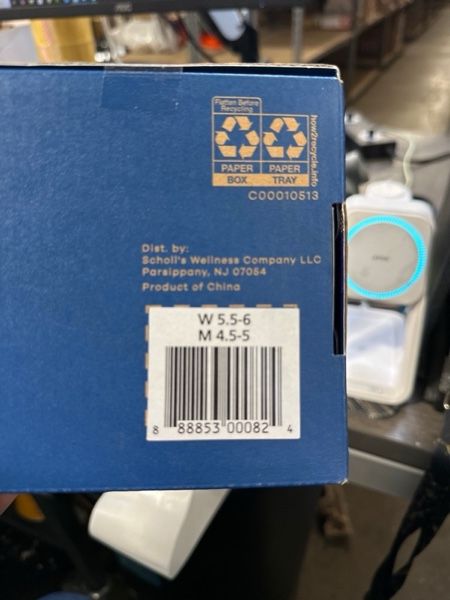 Flatten Before
Recycling
PAPER
BOX
PAPER
TRAY
how2recycle.info
C00010513
Dist. by:
Scholl's Wellness Company LLC
Parsippany, NJ 07054
Product of China
W 5.5-6
M 4.5-5
8 88853 00082 4